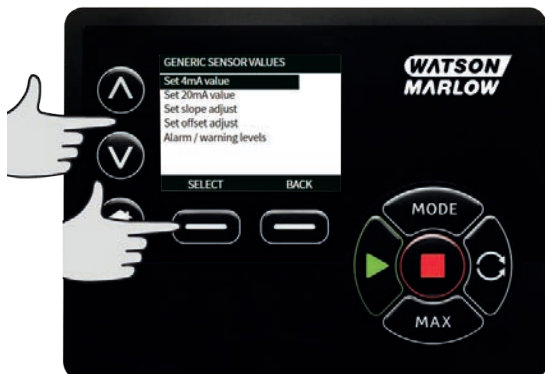 GENERIC SENSOR VALUES
Set 4mA value
Set 20mA value
Set slope adjust
Set offset adjust
Alarm / warning levels
SELECT BACK
WATSON
MARLOW
MODE
MAX